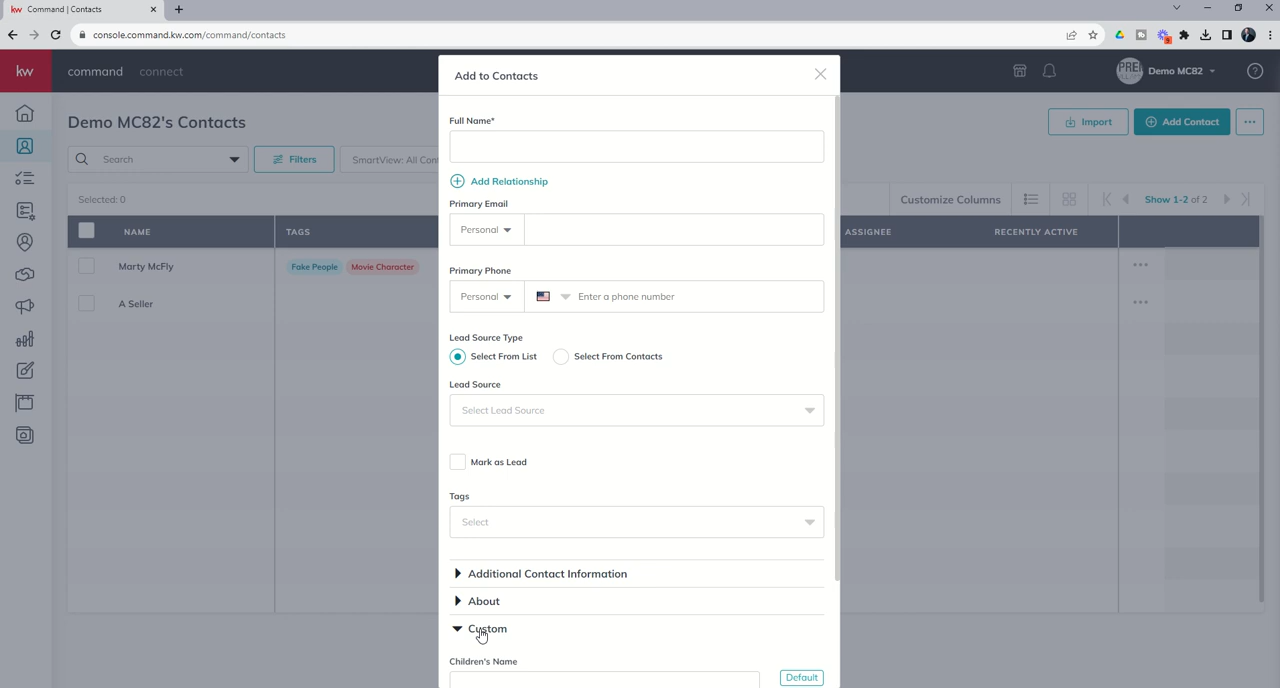 kw Command | Contacts
console.command.kw.com/command/contacts
kw
command connect
Demo MC82
Demo MC82's Contacts
Import
Add Contact
Search
Filters
SmartView: All Con
Selected: 0
Customize Columns
Show 1-2 of 2
NAME TAGS ASSIGNEE RECENTLY ACTIVE
Marty McFly Fake People Movie Character
A Seller
Add to Contacts
Full Name*
Add Relationship
Primary Email
Personal
Primary Phone
Personal Enter a phone number
Lead Source Type
Select From List Select From Contacts
Lead Source
Select Lead Source
Mark as Lead
Tags
Select
Additional Contact Information
About
Custom
Children's Name
Default